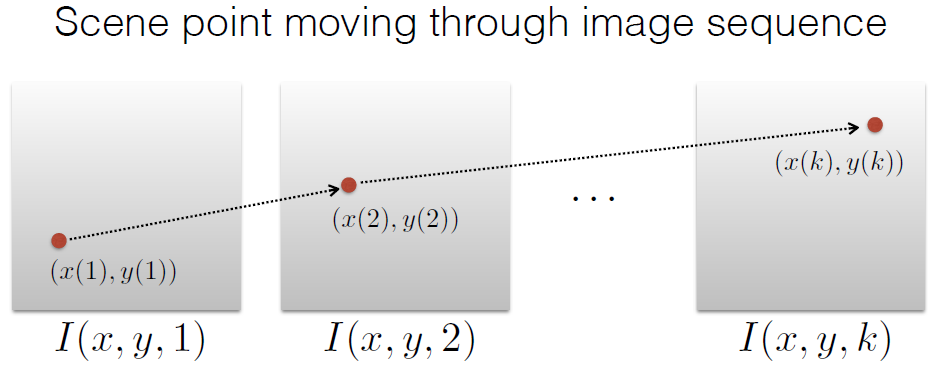 Scene point moving through image sequence
(x(k), y(k))
...
(x(2), y(2))
(x(1), y(1))
I(x, y, 1)
I(x, y, 2)
I(x, y, k)